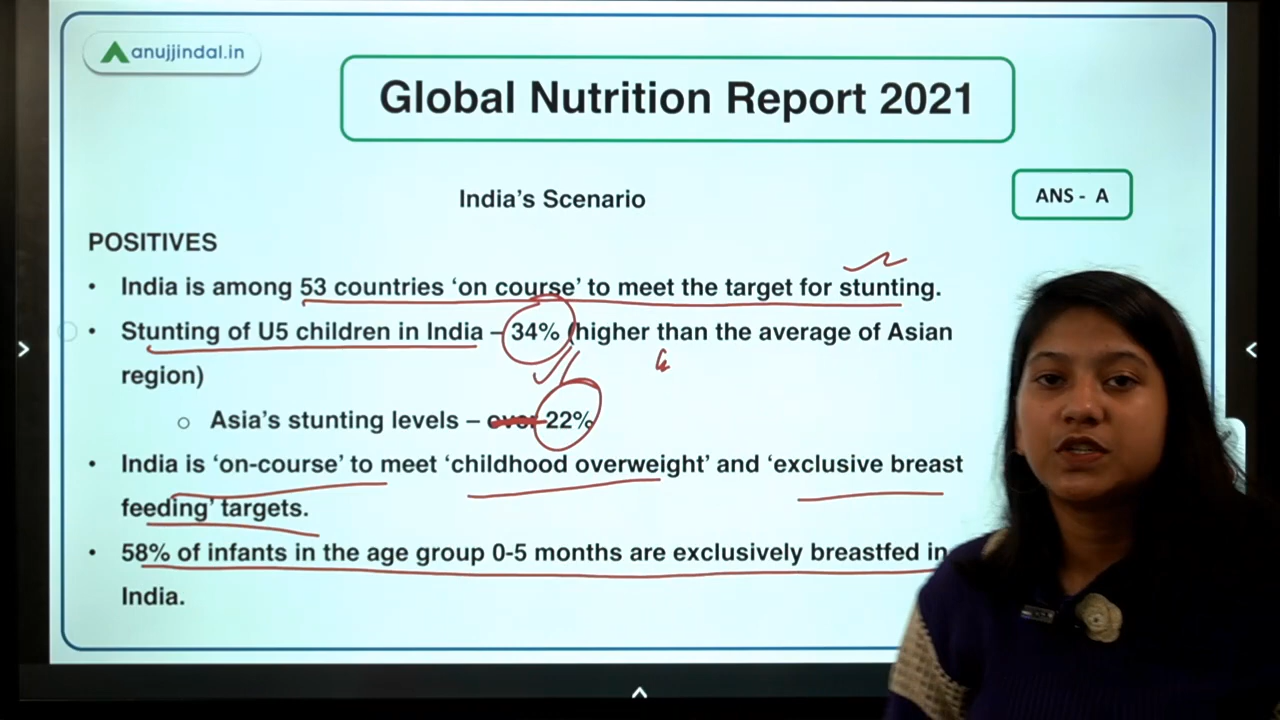 anujjindal.in
Global Nutrition Report 2021
India's Scenario
ANS - A
POSITIVES
• India is among 53 countries 'on course' to meet the target for stunting.
• Stunting of U5 children in India – 34% (higher than the average of Asian
region)
○ Asia's stunting levels – over 22%
• India is 'on-course' to meet 'childhood overweight' and 'exclusive breast
feeding' targets.
• 58% of infants in the age group 0-5 months are exclusively breastfed in
India.